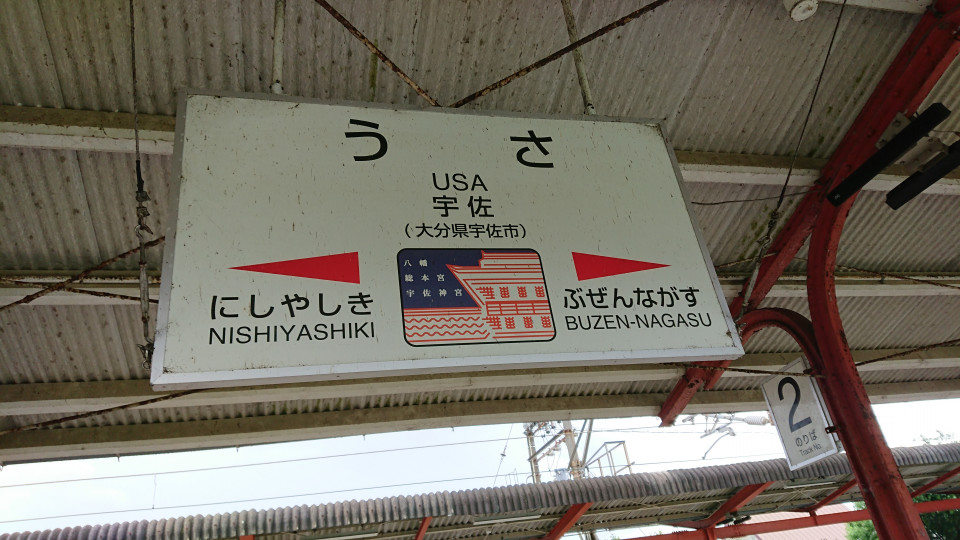 うさ
USA
宇佐
（大分県宇佐市）
八幡
総本宮
宇佐神宮
にしやしき
NISHIYASHIKI
ぶぜんながす
BUZEN-NAGASU
2
のりば
Track No.